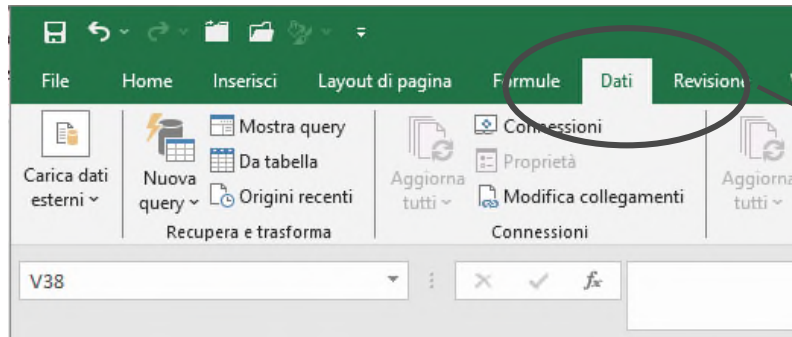 File Home Inserisci Layout di pagina Formule Dati Revisione
Carica dati esterni
Nuova query
Mostra query
Da tabella
Origini recenti
Recupera e trasforma
Aggiorna tutti
Connessioni
Proprietà
Modifica collegamenti
Connessioni
Aggiorna tutti
V38
fx